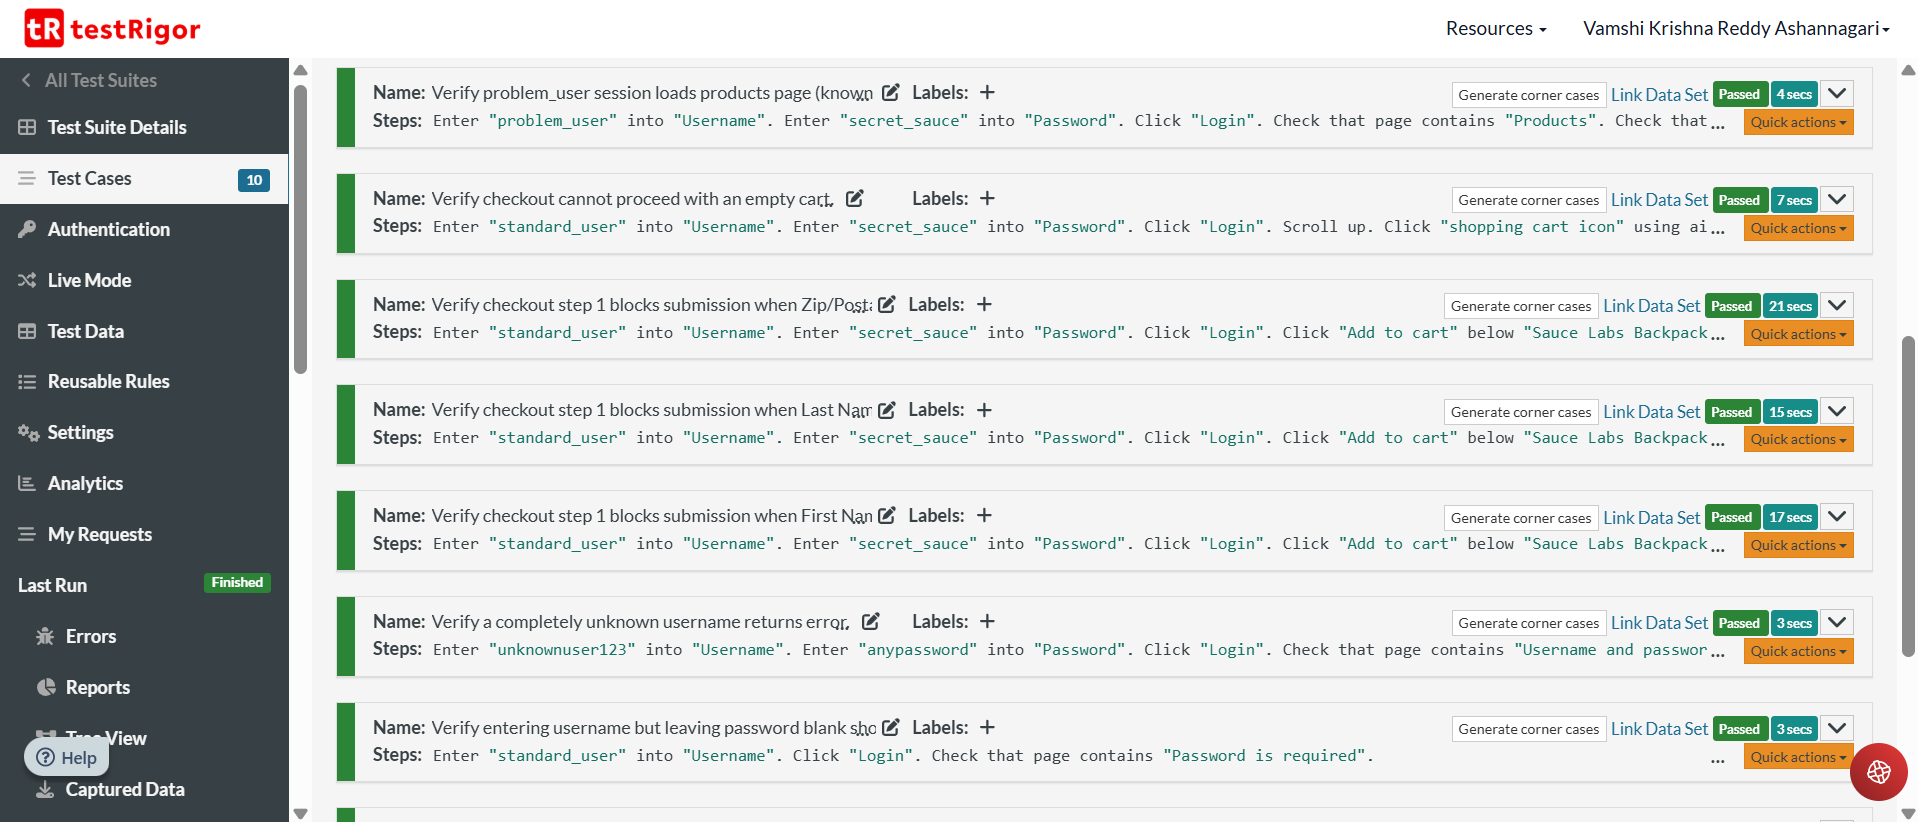 tR testRigor
Resources
Vamshi Krishna Reddy Ashannagari
All Test Suites
Test Suite Details
Test Cases 10
Authentication
Live Mode
Test Data
Reusable Rules
Settings
Analytics
My Requests
Last Run Finished
Errors
Reports
View
Help
Captured Data
Name: Verify problem_user session loads products page (known... Labels: +
Generate corner cases Link Data Set Passed 4 secs
Steps: Enter "problem_user" into "Username". Enter "secret_sauce" into "Password". Click "Login". Check that page contains "Products". Check that ... Quick actions
Name: Verify checkout cannot proceed with an empty cart. Labels: +
Generate corner cases Link Data Set Passed 7 secs
Steps: Enter "standard_user" into "Username". Enter "secret_sauce" into "Password". Click "Login". Scroll up. Click "shopping cart icon" using ai ... Quick actions
Name: Verify checkout step 1 blocks submission when Zip/Posta... Labels: +
Generate corner cases Link Data Set Passed 21 secs
Steps: Enter "standard_user" into "Username". Enter "secret_sauce" into "Password". Click "Login". Click "Add to cart" below "Sauce Labs Backpack ... Quick actions
Name: Verify checkout step 1 blocks submission when Last Nam... Labels: +
Generate corner cases Link Data Set Passed 15 secs
Steps: Enter "standard_user" into "Username". Enter "secret_sauce" into "Password". Click "Login". Click "Add to cart" below "Sauce Labs Backpack ... Quick actions
Name: Verify checkout step 1 blocks submission when First Nan... Labels: +
Generate corner cases Link Data Set Passed 17 secs
Steps: Enter "standard_user" into "Username". Enter "secret_sauce" into "Password". Click "Login". Click "Add to cart" below "Sauce Labs Backpack ... Quick actions
Name: Verify a completely unknown username returns error. Labels: +
Generate corner cases Link Data Set Passed 3 secs
Steps: Enter "unknownuser123" into "Username". Enter "anypassword" into "Password". Click "Login". Check that page contains "Username and passwor ... Quick actions
Name: Verify entering username but leaving password blank sho... Labels: +
Generate corner cases Link Data Set Passed 3 secs
Steps: Enter "standard_user" into "Username". Click "Login". Check that page contains "Password is required". ... Quick actions